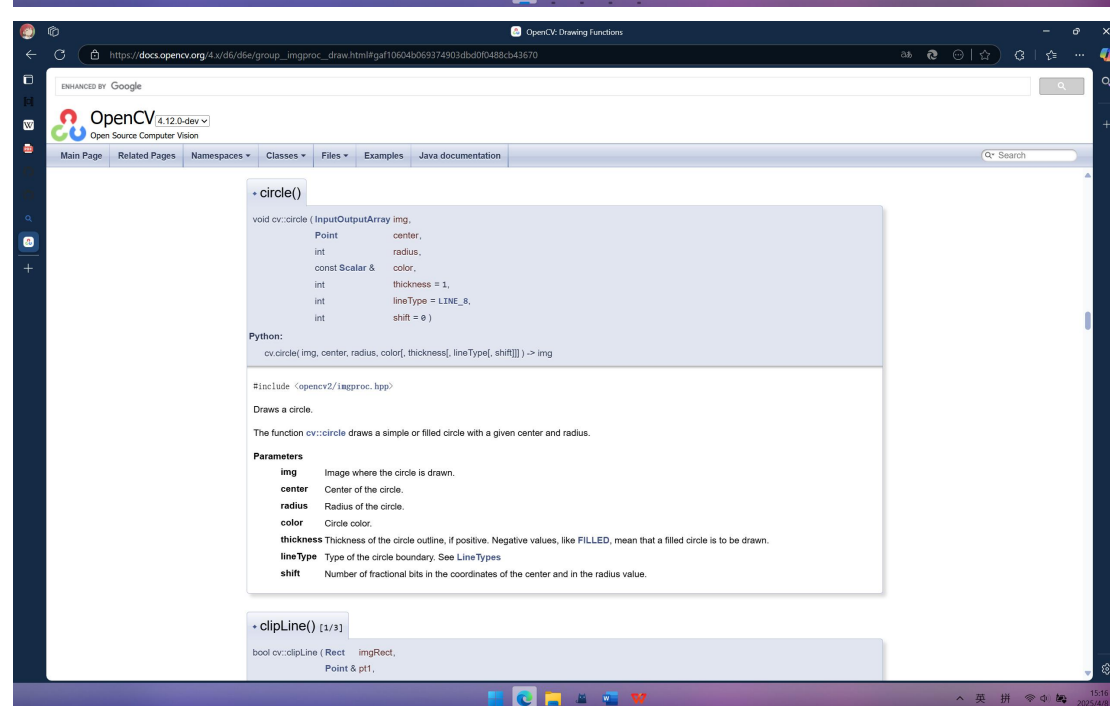 OpenCV: Drawing Functions
https://docs.opencv.org/4.x/d6/d6e/group__imgproc__draw.html#gaf10604b069374903dbd0f0488cb43670
ENHANCED BY Google
OpenCV 4.12.0-dev
Open Source Computer Vision
Main Page Related Pages Namespaces Classes Files Examples Java documentation Search
circle()
void cv::circle ( InputOutputArray img,
Point center,
int radius,
const Scalar & color,
int thickness = 1,
int lineType = LINE_8,
int shift = 0 )
Python:
cv.circle( img, center, radius, color[, thickness[, lineType[, shift]]] ) -> img
#include <opencv2/imgproc.hpp>
Draws a circle.
The function cv::circle draws a simple or filled circle with a given center and radius.
Parameters
img Image where the circle is drawn.
center Center of the circle.
radius Radius of the circle.
color Circle color.
thickness Thickness of the circle outline, if positive. Negative values, like FILLED, mean that a filled circle is to be drawn.
lineType Type of the circle boundary. See LineTypes
shift Number of fractional bits in the coordinates of the center and in the radius value.
clipLine() [1/3]
bool cv::clipLine ( Rect imgRect,
Point & pt1,
英 拼 15:16
2025/4/8